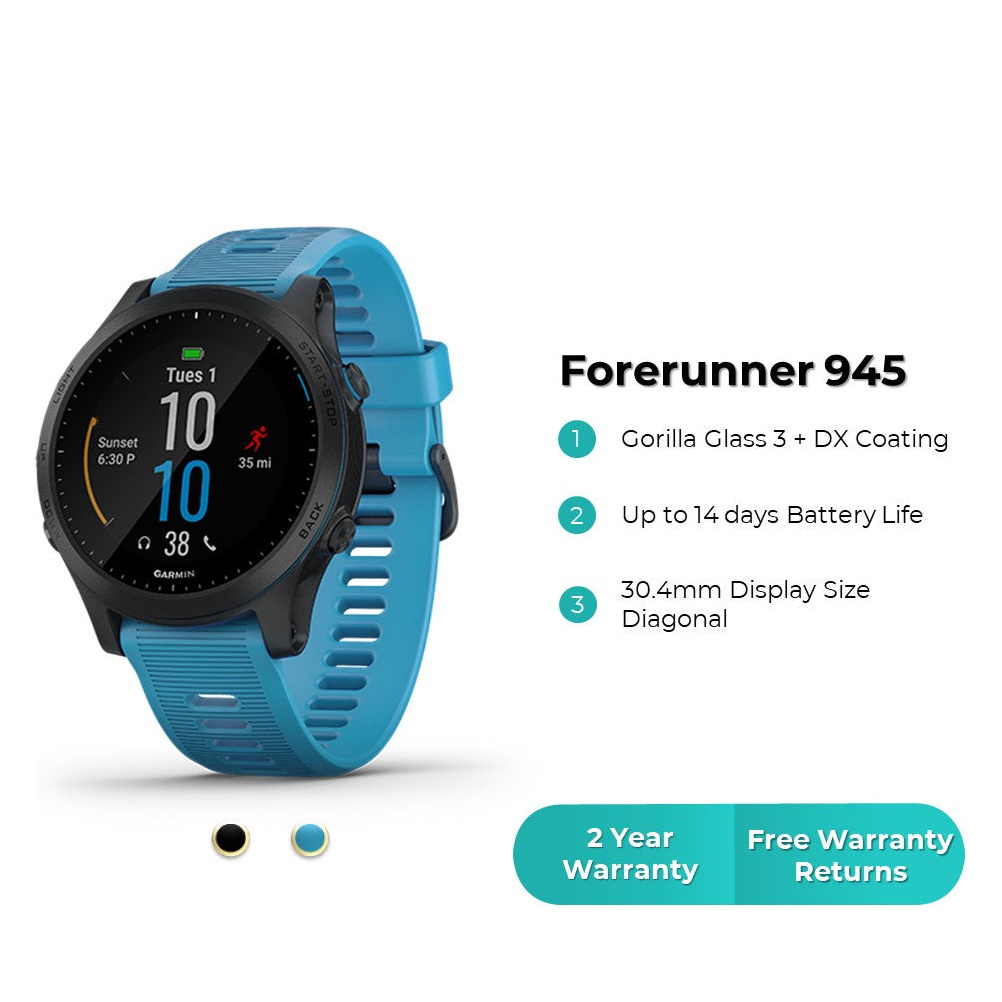 LIGHT
UP
START·STOP
BACK
Tues 1
10
10
Sunset
6:30 P
35 mi
38
GARMIN
Forerunner 945
1 Gorilla Glass 3 + DX Coating
2 Up to 14 days Battery Life
3 30.4mm Display Size
Diagonal
2 Year
Warranty
Free Warranty
Returns